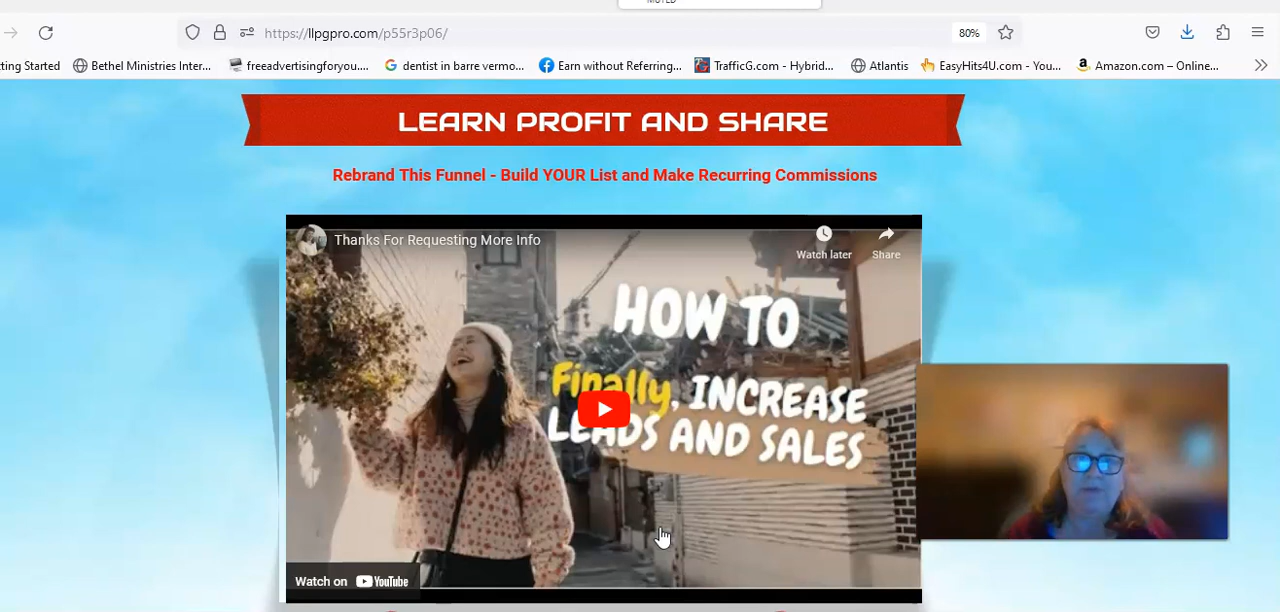 MUTED
https://llpgpro.com/p55r3p06/
80%
ting Started
Bethel Ministries Inter...
freeadvertisingforyou....
dentist in barre vermo...
Earn without Referring...
TrafficG.com - Hybrid...
Atlantis
EasyHits4U.com - You...
Amazon.com – Online...
LEARN PROFIT AND SHARE
Rebrand This Funnel - Build YOUR List and Make Recurring Commissions
Thanks For Requesting More Info
Watch later
Share
HOW TO
Finally, INCREASE
LEADS AND SALES
Watch on YouTube